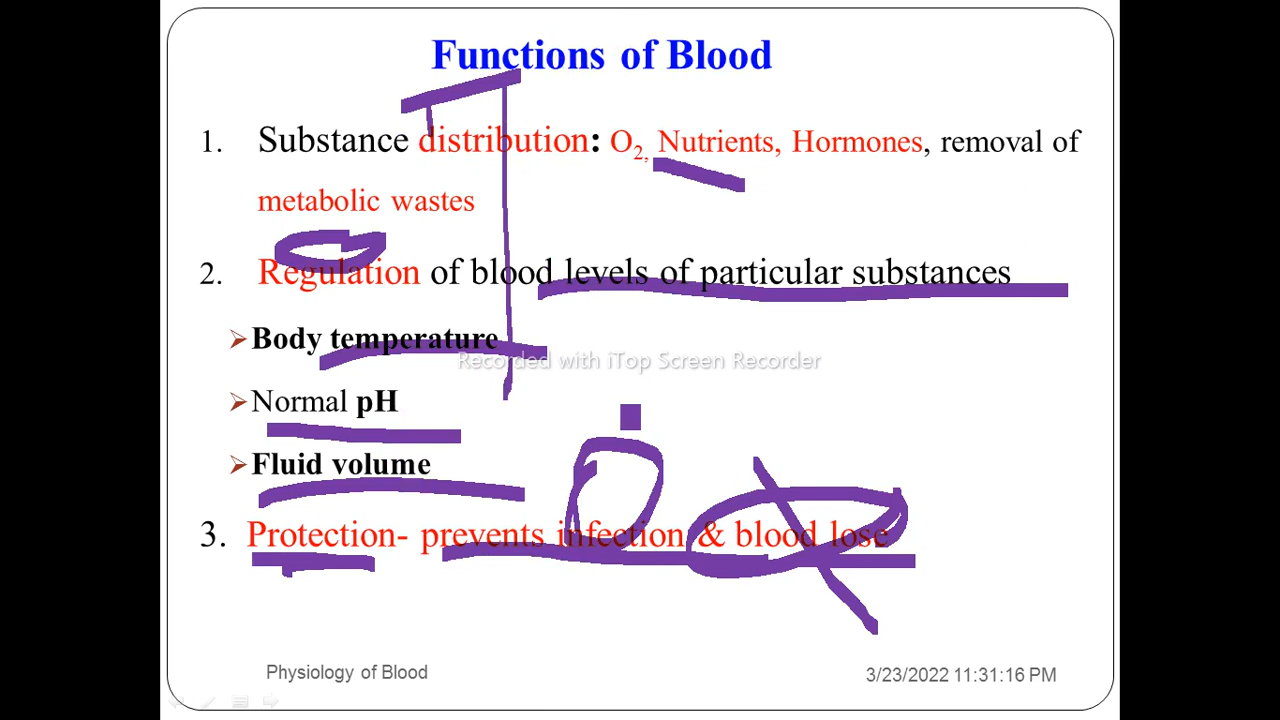 Functions of Blood
1. Substance distribution: O2, Nutrients, Hormones, removal of
metabolic wastes
2. Regulation of blood levels of particular substances
➢ Body temperature
Recorded with iTop Screen Recorder
➢ Normal pH
➢ Fluid volume
3. Protection- prevents infection & blood lose
Physiology of Blood
3/23/2022 11:31:16 PM